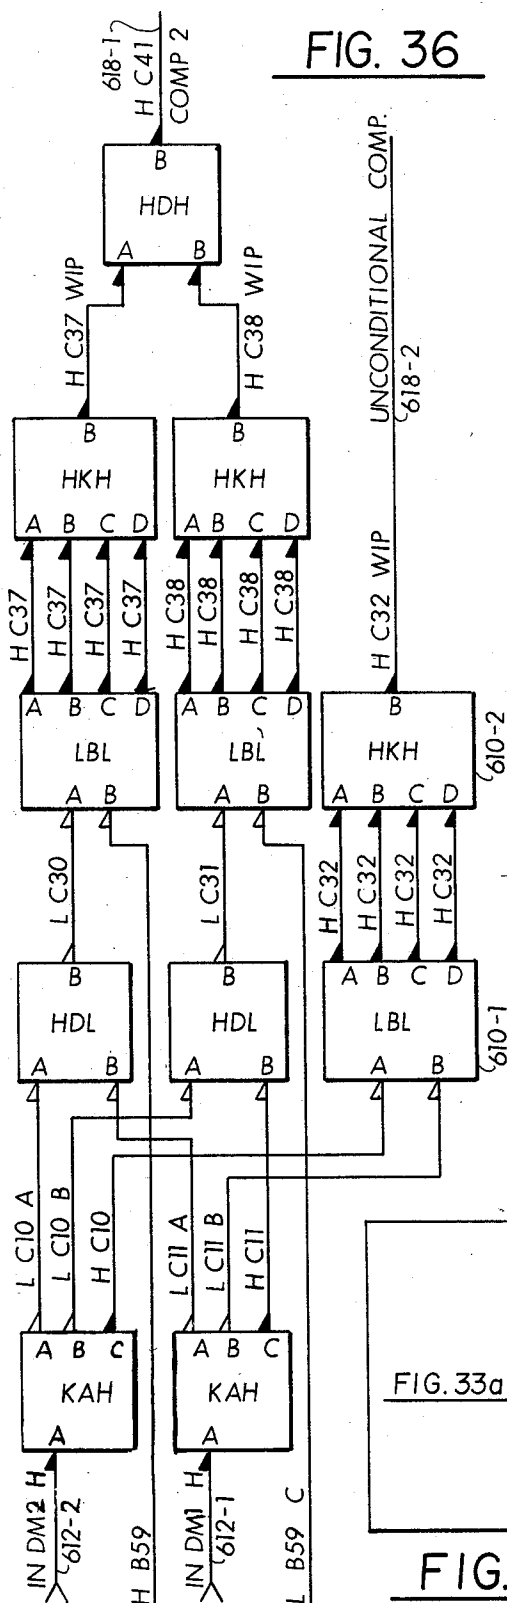 FIG. 36
618-1
H C41
COMP 2
B
HDH
A B
H C37 WIP
H C38 WIP
UNCONDITIONAL COMP.
618-2
B
HKH
A B C D
B
HKH
A B C D
H C32 WIP
H C37
H C37
H C37
H C37
H C38
H C38
H C38
H C38
A B C D
LBL
A B
A B C D
LBL
A B
B
HKH
A B C D
610-2
L C30
L C31
H C32
H C32
H C32
H C32
B
HDL
A B
B
HDL
A B
A B C D
LBL
A B
610-1
L C10 A
L C10 B
H C10
L C11 A
L C11 B
H C11
A B C
KAH
A
A B C
KAH
A
FIG. 33a
IN DM2 H
612-2
H B59
IN DM1 H
612-1
L B59 C
FIG.